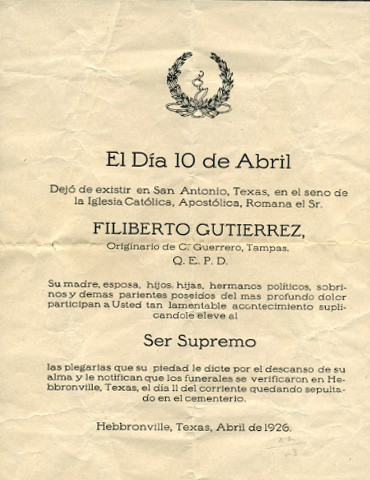 El Día 10 de Abril
Dejó de existir en San Antonio, Texas, en el seno de
la Iglesia Católica, Apostólica, Romana el Sr.
FILIBERTO GUTIERREZ,
Originario de C. Guerrero, Tampas.
Q. E. P. D.
Su madre, esposa, hijos, hijas, hermanos políticos, sobri-
nos y demas parientes poseidos del mas profundo dolor
participan a Usted tan lamentable acontecimiento supli-
candole eleve al
Ser Supremo
las plegarias que su piedad le dicte por el descanso de su
alma y le notifican que los funerales se verificaron en He-
bbronville, Texas, el dia 11 del corriente quedando sepulta-
do en el cementerio.
Hebbronville, Texas, Abril de 1926.